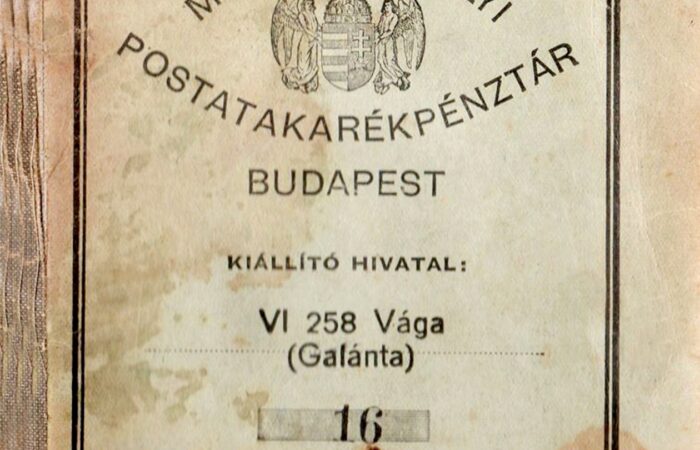 POSTATAKARÉKPÉNZTÁR
BUDAPEST
KIÁLLÍTÓ HIVATAL:
VI 258 Vága
(Galánta)
16